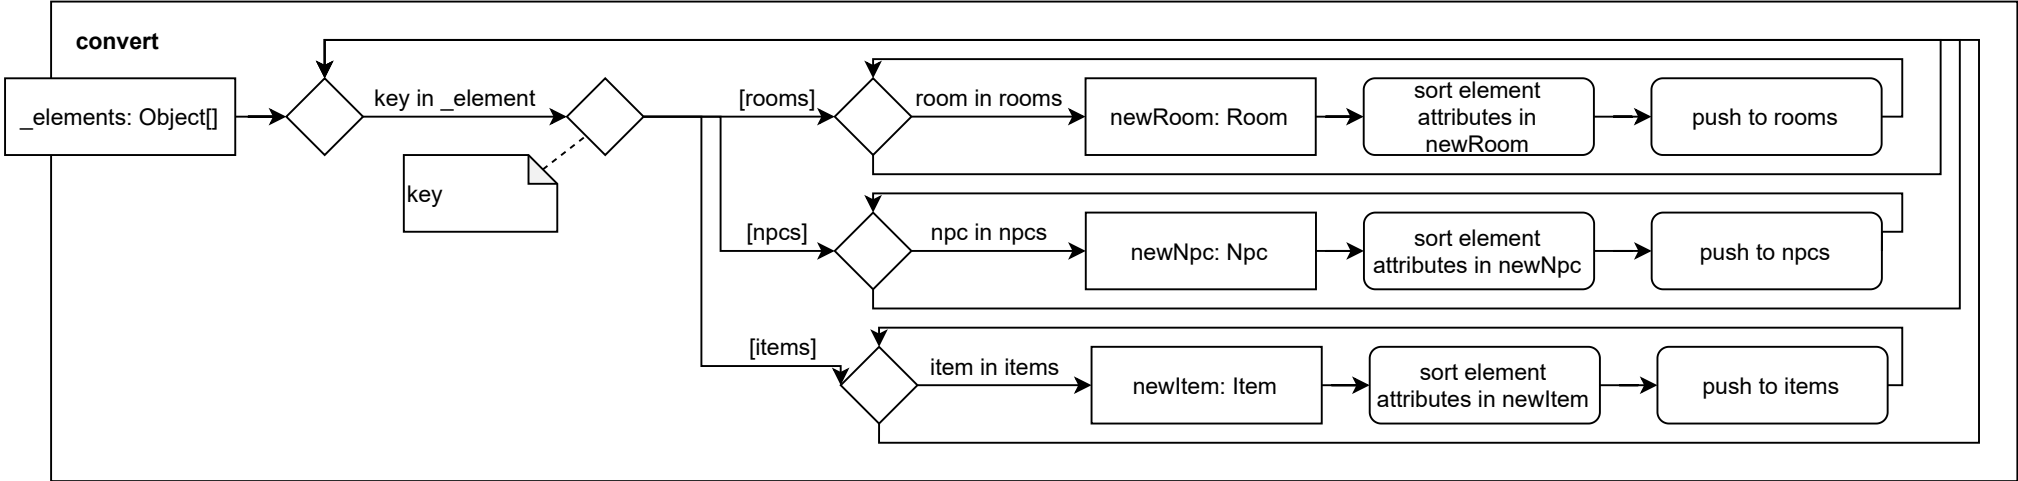 convert
_elements: Object[]
key in _element
key
[rooms]
room in rooms
newRoom: Room
sort element
attributes in
newRoom
push to rooms
[npcs]
npc in npcs
newNpc: Npc
sort element
attributes in newNpc
push to npcs
[items]
item in items
newItem: Item
sort element
attributes in newItem
push to items